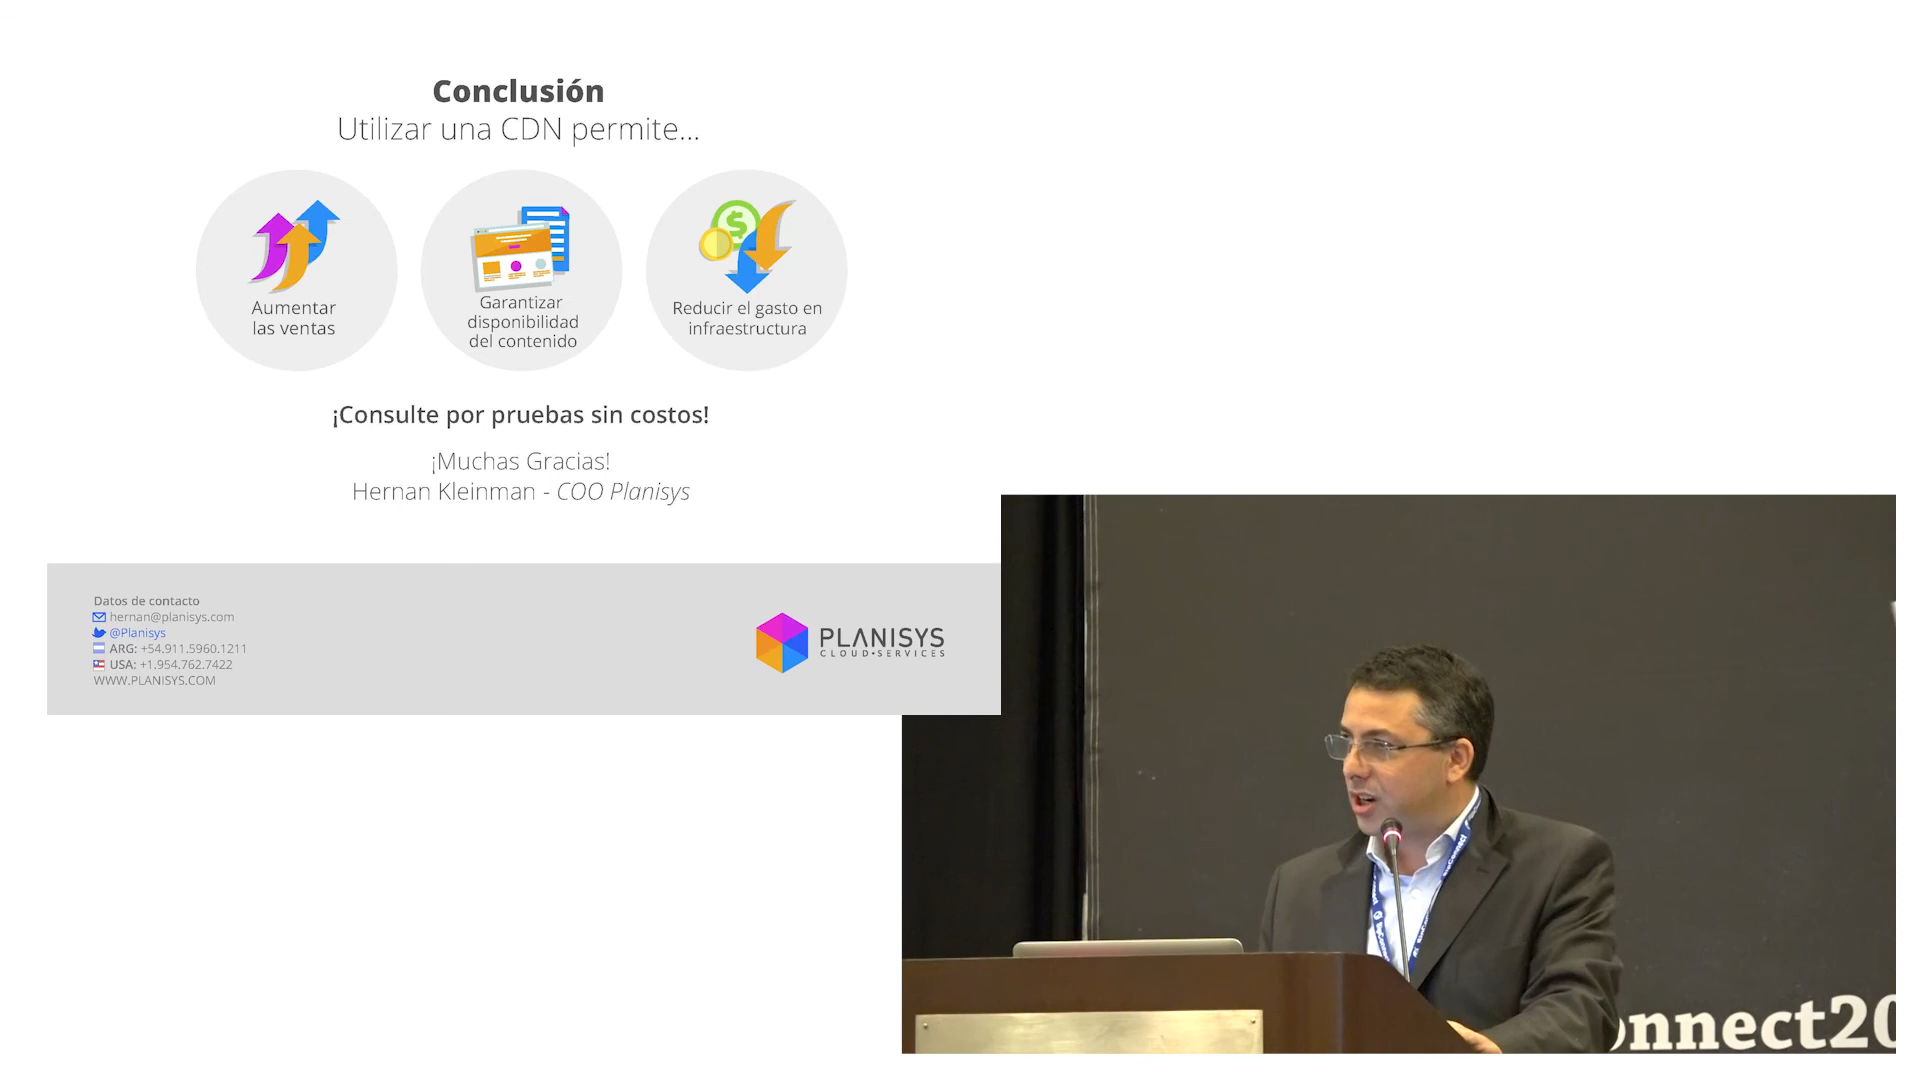 Conclusión
Utilizar una CDN permite...
Aumentar
las ventas
Garantizar
disponibilidad
del contenido
Reducir el gasto en
infraestructura
¡Consulte por pruebas sin costos!
¡Muchas Gracias!
Hernan Kleinman - COO Planisys
Datos de contacto
hernan@planisys.com
@Planisys
ARG: +54.911.5960.1211
USA: +1.954.762.7422
WWW.PLANISYS.COM
PLANISYS
CLOUD•SERVICES
onnect20